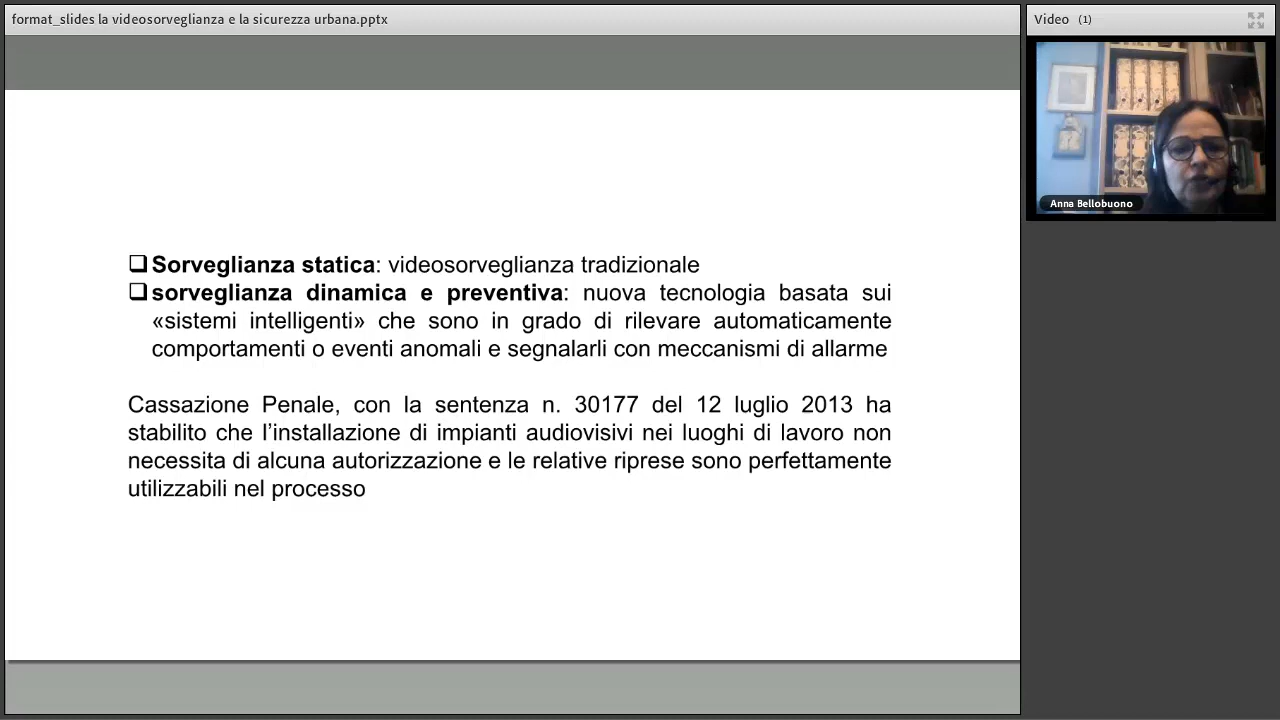 format_slides la videosorveglianza e la sicurezza urbana.pptx
Video (1)
Anna Bellobuono
Sorveglianza statica: videosorveglianza tradizionale
sorveglianza dinamica e preventiva: nuova tecnologia basata sui
«sistemi intelligenti» che sono in grado di rilevare automaticamente
comportamenti o eventi anomali e segnalarli con meccanismi di allarme
Cassazione Penale, con la sentenza n. 30177 del 12 luglio 2013 ha
stabilito che l’installazione di impianti audiovisivi nei luoghi di lavoro non
necessita di alcuna autorizzazione e le relative riprese sono perfettamente
utilizzabili nel processo